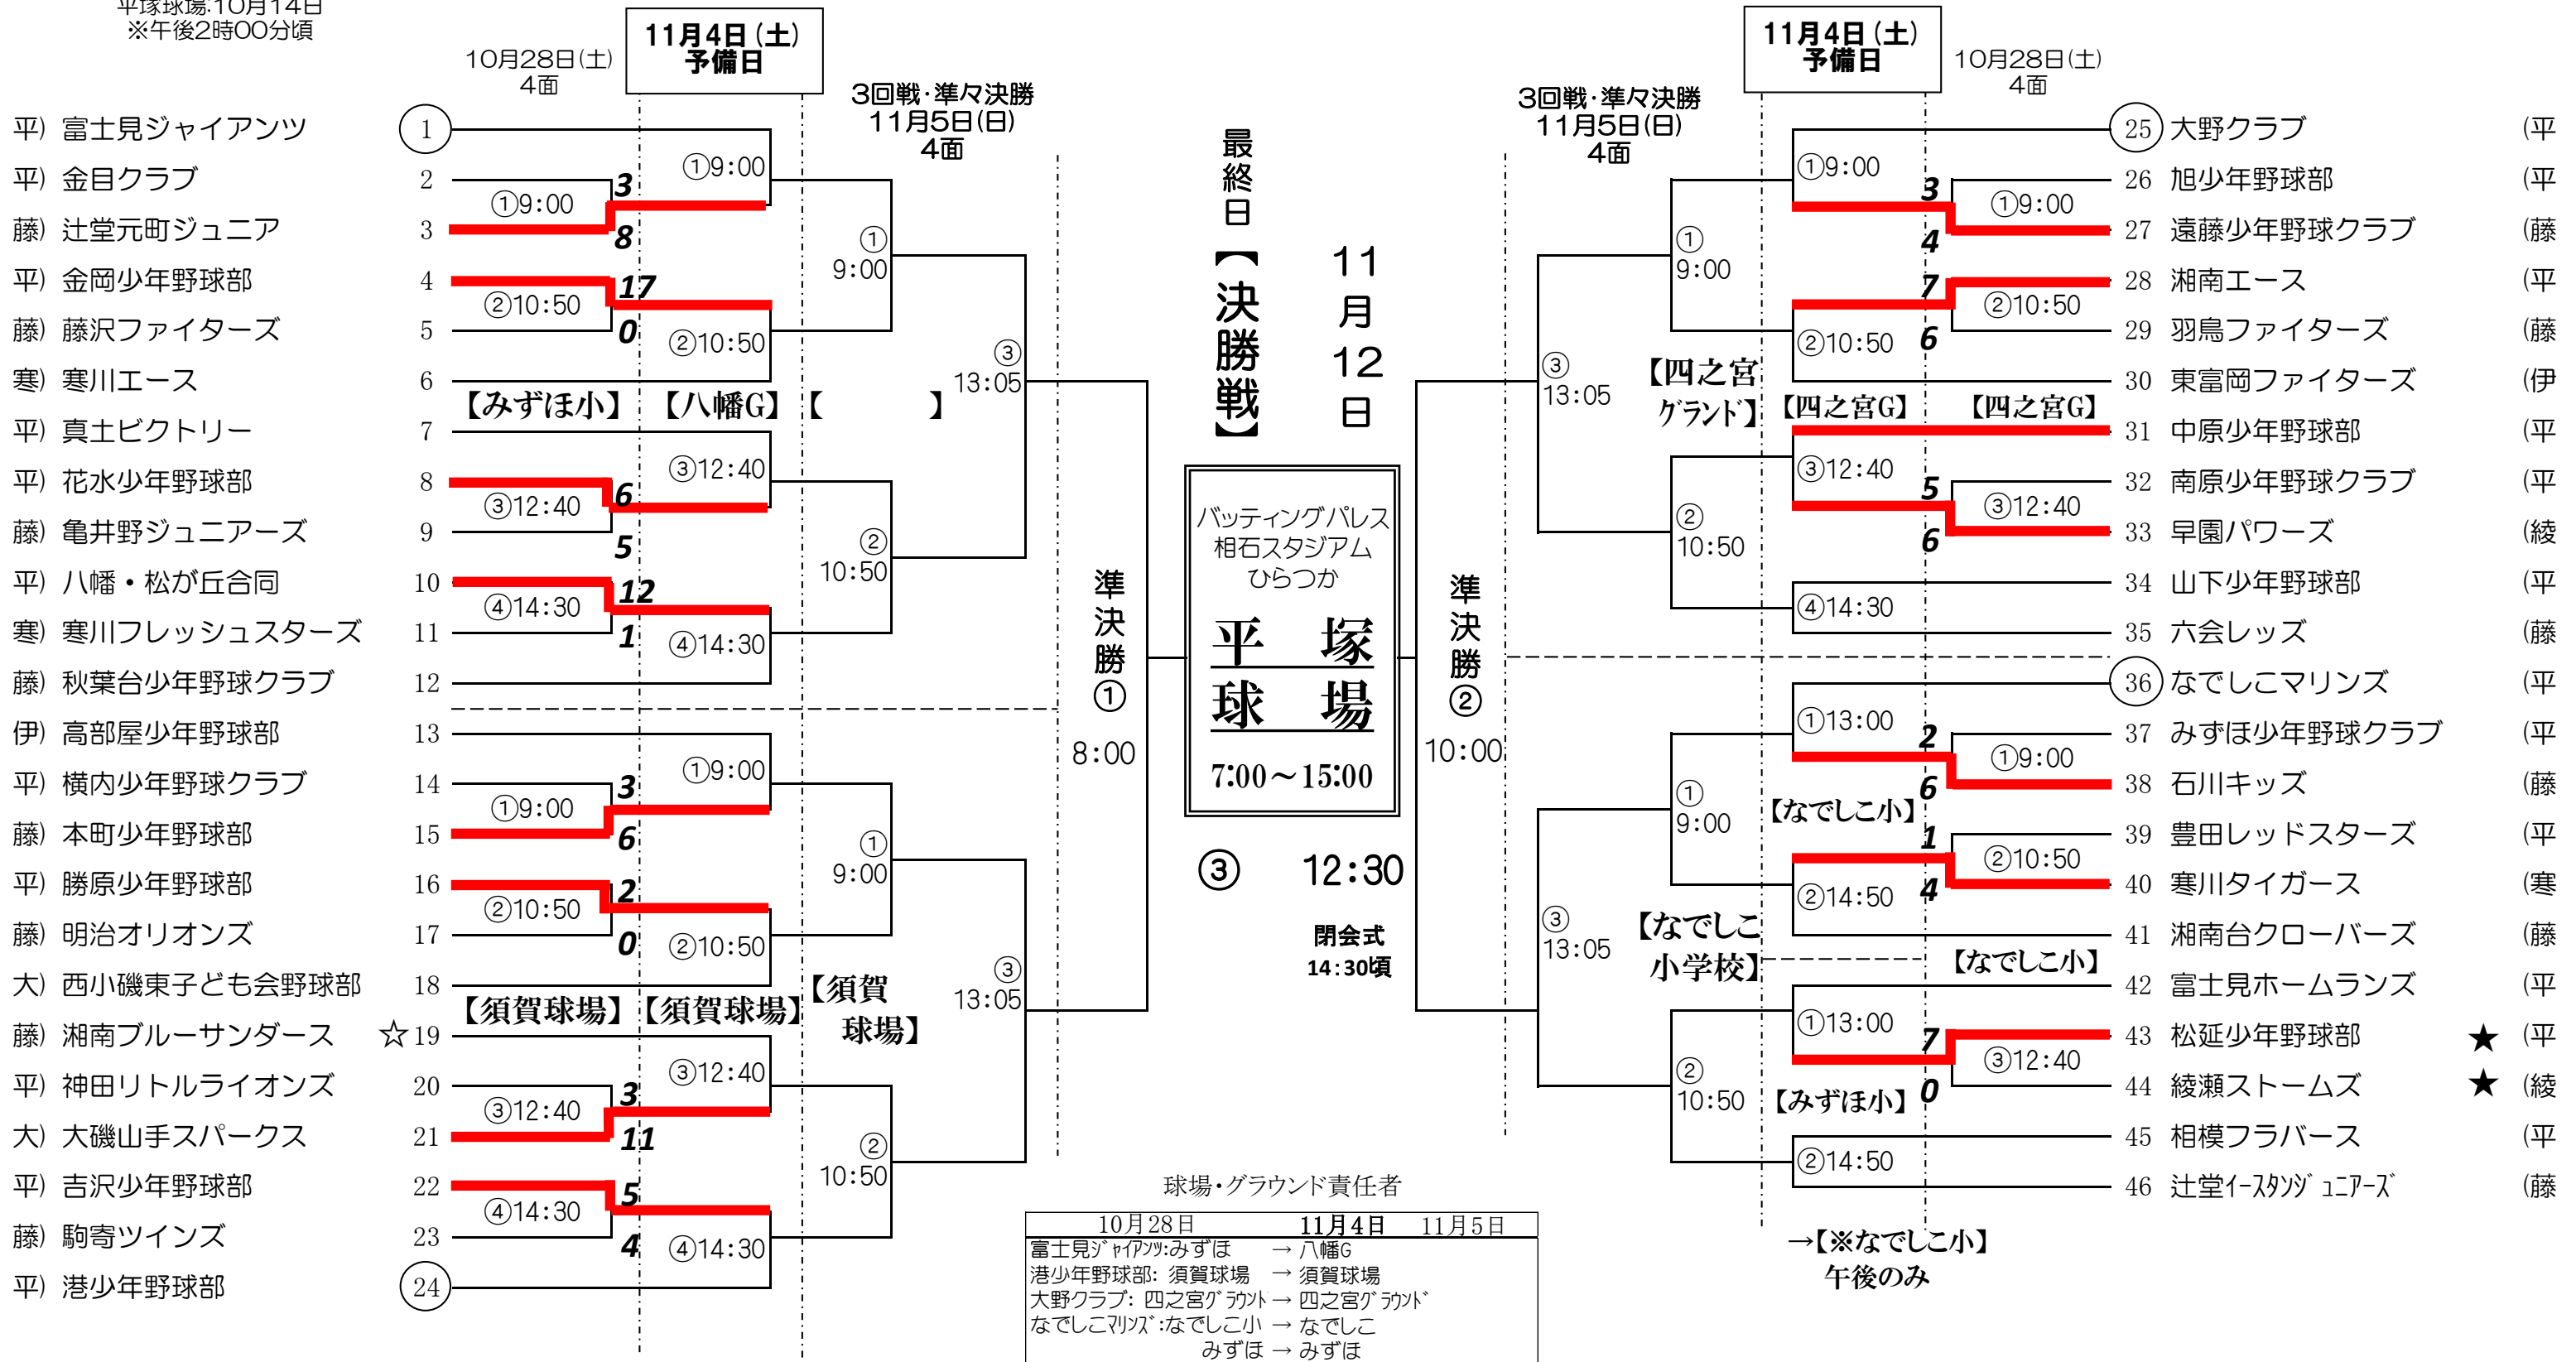 平塚球場:10月14日
※午後2時00分頃
10月28日(土)
4面
11月4日(土)
予備日
3回戦・準々決勝
11月5日(日)
4面
平) 富士見ジャイアンツ 1
平) 金目クラブ 2
藤) 辻堂元町ジュニア 3
平) 金岡少年野球部 4
藤) 藤沢ファイターズ 5
寒) 寒川エース 6
平) 真土ビクトリー 7
平) 花水少年野球部 8
藤) 亀井野ジュニアーズ 9
平) 八幡・松が丘合同 10
寒) 寒川フレッシュスターズ 11
藤) 秋葉台少年野球クラブ 12
伊) 高部屋少年野球部 13
平) 横内少年野球クラブ 14
藤) 本町少年野球部 15
平) 勝原少年野球部 16
藤) 明治オリオンズ 17
大) 西小磯東子ども会野球部 18
藤) 湘南ブルーサンダース ☆ 19
平) 神田リトルライオンズ 20
大) 大磯山手スパークス 21
平) 吉沢少年野球部 22
藤) 駒寄ツインズ 23
平) 港少年野球部 24
①9:00
3
8
②10:50
17
0
【みずほ小】
③12:40
6
5
④14:30
12
1
①9:00
3
6
②10:50
2
0
【須賀球場】
③12:40
3
11
④14:30
5
4
①9:00
②10:50
【八幡G】
③12:40
④14:30
①9:00
②10:50
【須賀球場】
③12:40
④14:30
①
9:00
【 】
②
10:50
①
9:00
【須賀
球場】
②
10:50
③
13:05
③
13:05
準決勝①
8:00
最終日【決勝戦】
11月12日
バッティングパレス
相石スタジアム
ひらつか
平 塚
球 場
7:00～15:00
③ 12:30
閉会式
14:30頃
準決勝②
10:00
3回戦・準々決勝
11月5日(日)
4面
11月4日(土)
予備日
10月28日(土)
4面
③
13:05
③
13:05
①
9:00
【四之宮
グランド】
②
10:50
①
9:00
【なでしこ
小学校】
②
10:50
①9:00
②10:50
【四之宮G】
③12:40
④14:30
①13:00
【なでしこ小】
②14:50
①13:00
【みずほ小】
②14:50
3
4
①9:00
7
6
②10:50
【四之宮G】
5
6
③12:40
2
6
①9:00
1
4
②10:50
【なでしこ小】
7
0
③12:40
25 大野クラブ (平
26 旭少年野球部 (平
27 遠藤少年野球クラブ (藤
28 湘南エース (平
29 羽鳥ファイターズ (藤
30 東富岡ファイターズ (伊
31 中原少年野球部 (平
32 南原少年野球クラブ (平
33 早園パワーズ (綾
34 山下少年野球部 (平
35 六会レッズ (藤
36 なでしこマリンズ (平
37 みずほ少年野球クラブ (平
38 石川キッズ (藤
39 豊田レッドスターズ (平
40 寒川タイガース (寒
41 湘南台クローバーズ (藤
42 富士見ホームランズ (平
43 松延少年野球部 ★ (平
44 綾瀬ストームズ ★ (綾
45 相模フラバース (平
46 辻堂ｲｰｽﾀﾝｼﾞｭﾆｱｰｽﾞ (藤
→【※なでしこ小】
午後のみ
球場・グラウンド責任者
10月28日 11月4日 11月5日
富士見ｼﾞｬｲｱﾝﾂ:みずほ → 八幡G
港少年野球部: 須賀球場 → 須賀球場
大野クラブ: 四之宮ｸﾞﾗｳﾝﾄﾞ → 四之宮ｸﾞﾗｳﾝﾄﾞ
なでしこﾏﾘﾝｽﾞ:なでしこ小 → なでしこ
みずほ → みずほ